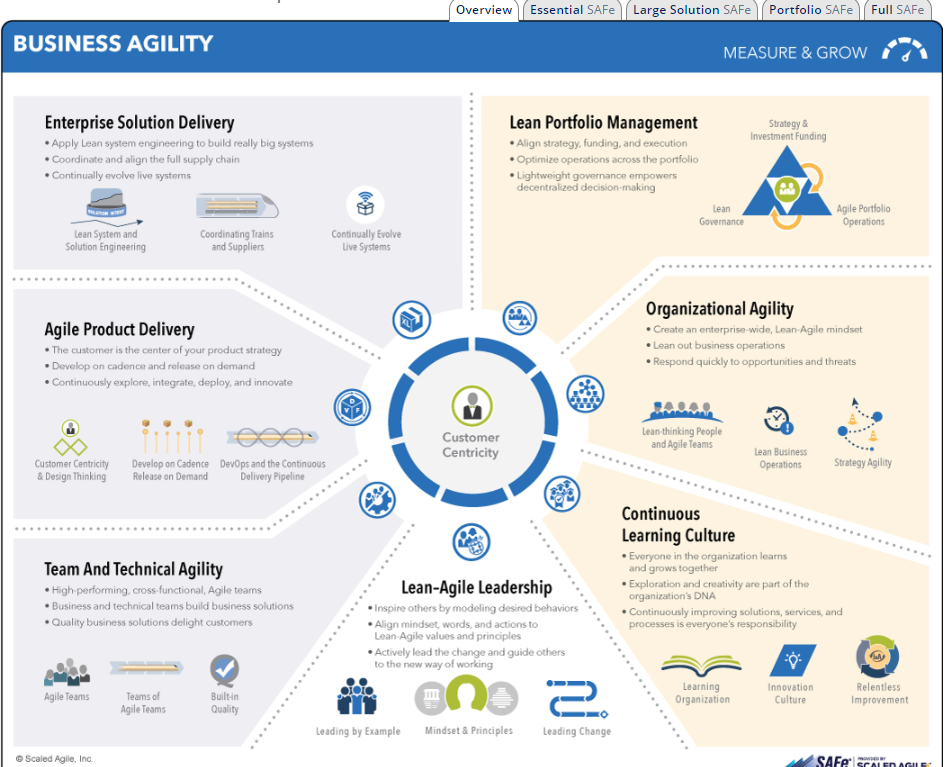 Overview
Essential SAFe
Large Solution SAFe
Portfolio SAFe
Full SAFe
BUSINESS AGILITY
MEASURE & GROW
Enterprise Solution Delivery
• Apply Lean system engineering to build really big systems
• Coordinate and align the full supply chain
• Continually evolve live systems
SOLUTION INTENT
Lean System and
Solution Engineering
Coordinating Trains
and Suppliers
Continually Evolve
Live Systems
Lean Portfolio Management
• Align strategy, funding, and execution
• Optimize operations across the portfolio
• Lightweight governance empowers
decentralized decision-making
Strategy &
Investment Funding
Lean
Governance
Agile Portfolio
Operations
Agile Product Delivery
• The customer is the center of your product strategy
• Develop on cadence and release on demand
• Continuously explore, integrate, deploy, and innovate
Customer Centricity
& Design Thinking
Develop on Cadence
Release on Demand
DevOps and the Continuous
Delivery Pipeline
Organizational Agility
• Create an enterprise-wide, Lean-Agile mindset
• Lean out business operations
• Respond quickly to opportunities and threats
Lean-thinking People
and Agile Teams
Lean Business
Operations
Strategy Agility
XL
D
V F
Customer
Centricity
Team And Technical Agility
• High-performing, cross-functional, Agile teams
• Business and technical teams build business solutions
• Quality business solutions delight customers
Agile Teams
Teams of
Agile Teams
Built-in
Quality
Lean-Agile Leadership
• Inspire others by modeling desired behaviors
• Align mindset, words, and actions to
Lean-Agile values and principles
• Actively lead the change and guide others
to the new way of working
Leading by Example
Mindset & Principles
Leading Change
Continuous
Learning Culture
• Everyone in the organization learns
and grows together
• Exploration and creativity are part of the
organization's DNA
• Continuously improving solutions, services, and
processes is everyone's responsibility
Learning
Organization
Innovation
Culture
Relentless
Improvement
© Scaled Agile, Inc.
SAFe®
PROVIDED BY
SCALED AGILE